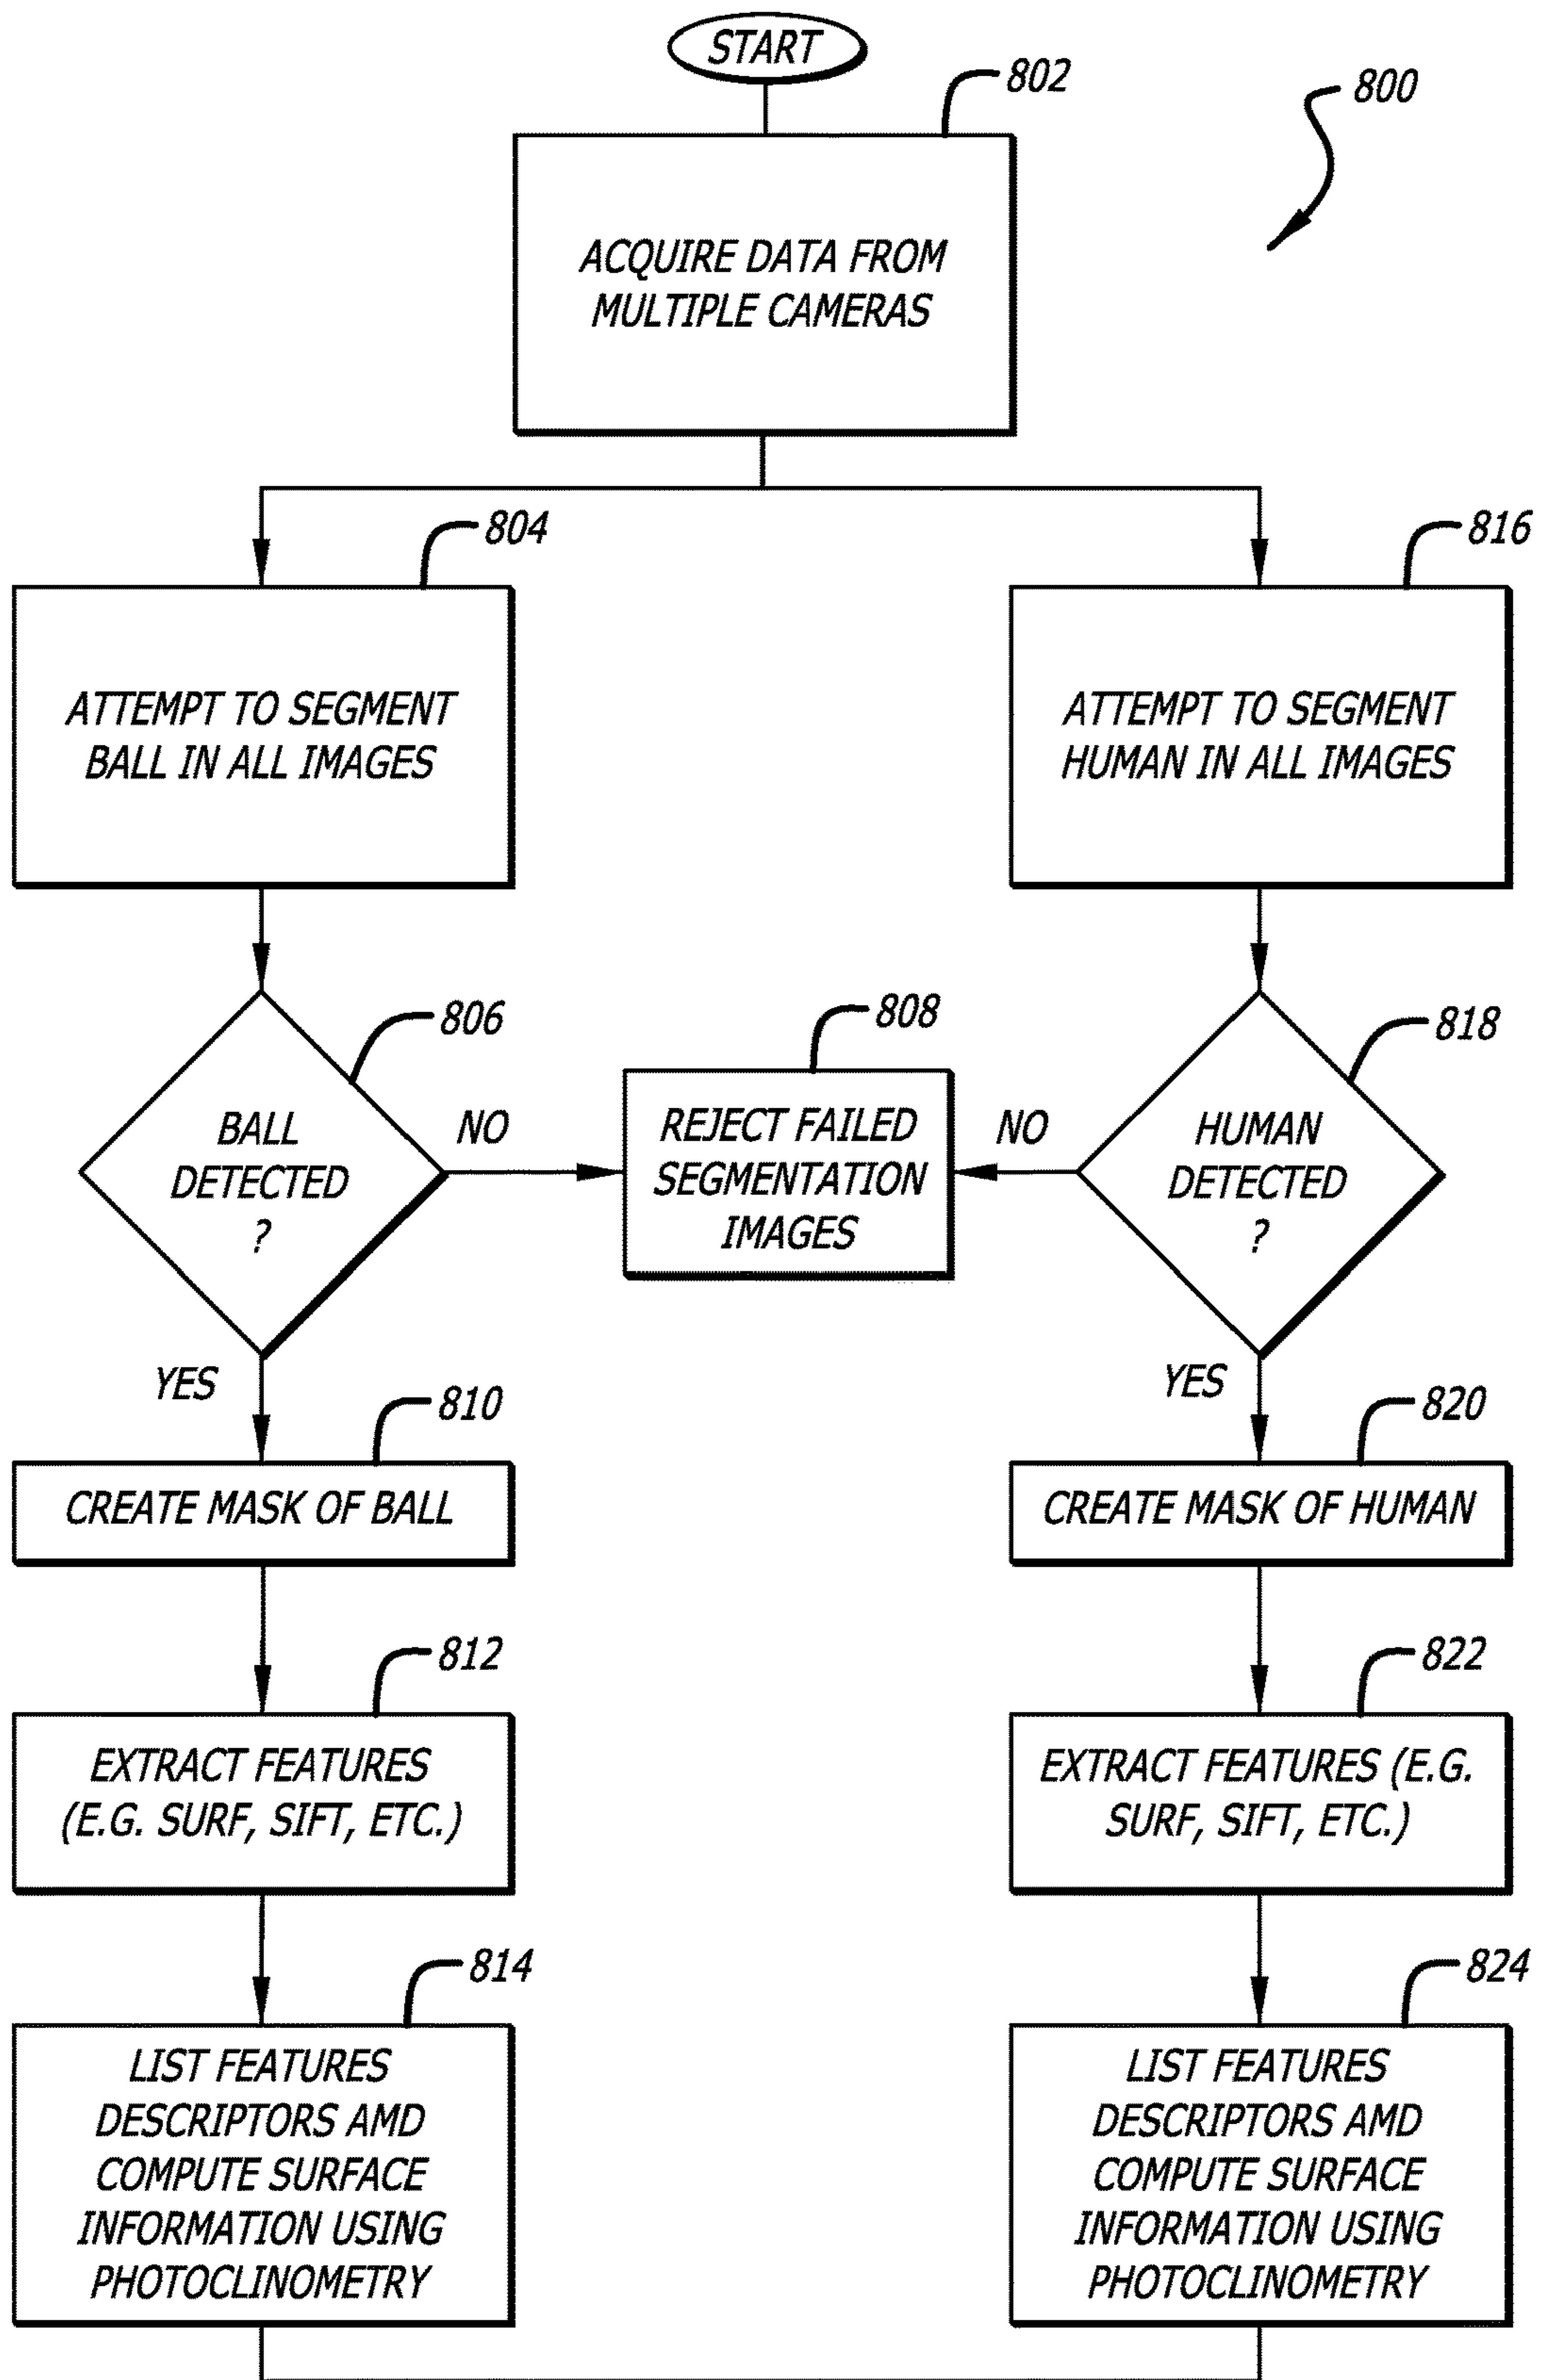 START
802
800
ACQUIRE DATA FROM
MULTIPLE CAMERAS
804
816
ATTEMPT TO SEGMENT
BALL IN ALL IMAGES
ATTEMPT TO SEGMENT
HUMAN IN ALL IMAGES
806
808
818
BALL
DETECTED
?
NO
REJECT FAILED
SEGMENTATION
IMAGES
NO
HUMAN
DETECTED
?
YES
YES
810
820
CREATE MASK OF BALL
CREATE MASK OF HUMAN
812
822
EXTRACT FEATURES
(E.G. SURF, SIFT, ETC.)
EXTRACT FEATURES (E.G.
SURF, SIFT, ETC.)
814
824
LIST FEATURES
DESCRIPTORS AMD
COMPUTE SURFACE
INFORMATION USING
PHOTOCLINOMETRY
LIST FEATURES
DESCRIPTORS AMD
COMPUTE SURFACE
INFORMATION USING
PHOTOCLINOMETRY